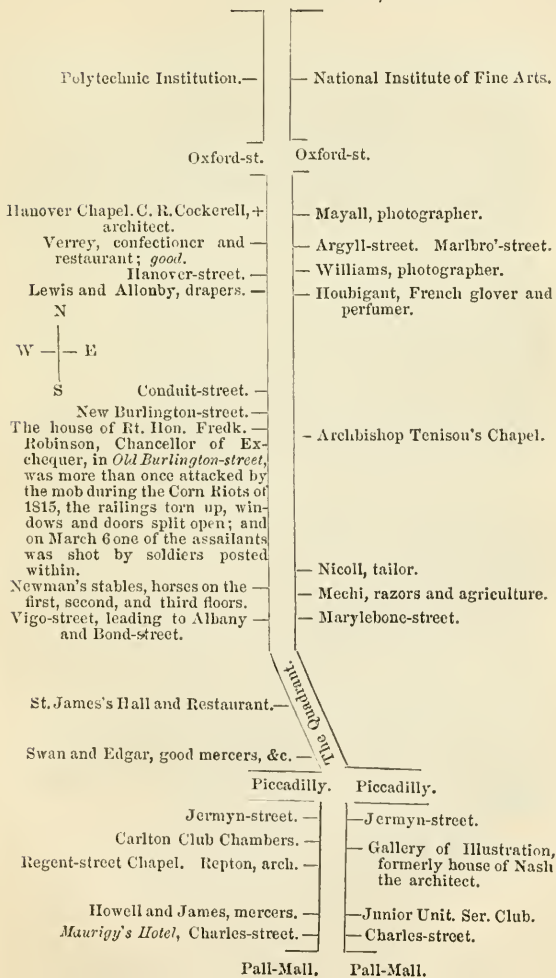 Polytechnic Institution.—
— National Institute of Fine Arts.
Oxford-st. Oxford-st.
Hanover Chapel. C. R. Cockerell, +
architect.
Verrey, confectioner and —
restaurant; good.
Hanover-street. —
Lewis and Allonby, drapers. —
— Mayall, photographer.
— Argyll-street. Marlbro'-street.
— Williams, photographer.
— Houbigant, French glover and
perfumer.
N
W — E
S
Conduit-street. —
New Burlington-street. —
The house of Rt. Hon. Fredk. —
Robinson, Chancellor of Ex-
chequer, in Old Burlington-street,
was more than once attacked by
the mob during the Corn Riots of
1815, the railings torn up, win-
dows and doors split open; and
on March 6 one of the assailants
was shot by soldiers posted
within.
Newman's stables, horses on the —
first, second, and third floors.
Vigo-street, leading to Albany —
and Bond-street.
- Archbishop Tenison's Chapel.
— Nicoll, tailor.
— Mechi, razors and agriculture.
— Marylebone-street.
The Quadrant.
St. James's Hall and Restaurant.—
Swan and Edgar, good mercers, &c. —
Piccadilly. Piccadilly.
Jermyn-street. —
Carlton Club Chambers. —
Regent-street Chapel. Repton, arch. —
Howell and James, mercers. —
Maurigy's Hotel, Charles-street. —
—Jermyn-street.
— Gallery of Illustration,
formerly house of Nash
the architect.
—Junior Unit. Ser. Club.
—Charles-street.
Pall-Mall. Pall-Mall.